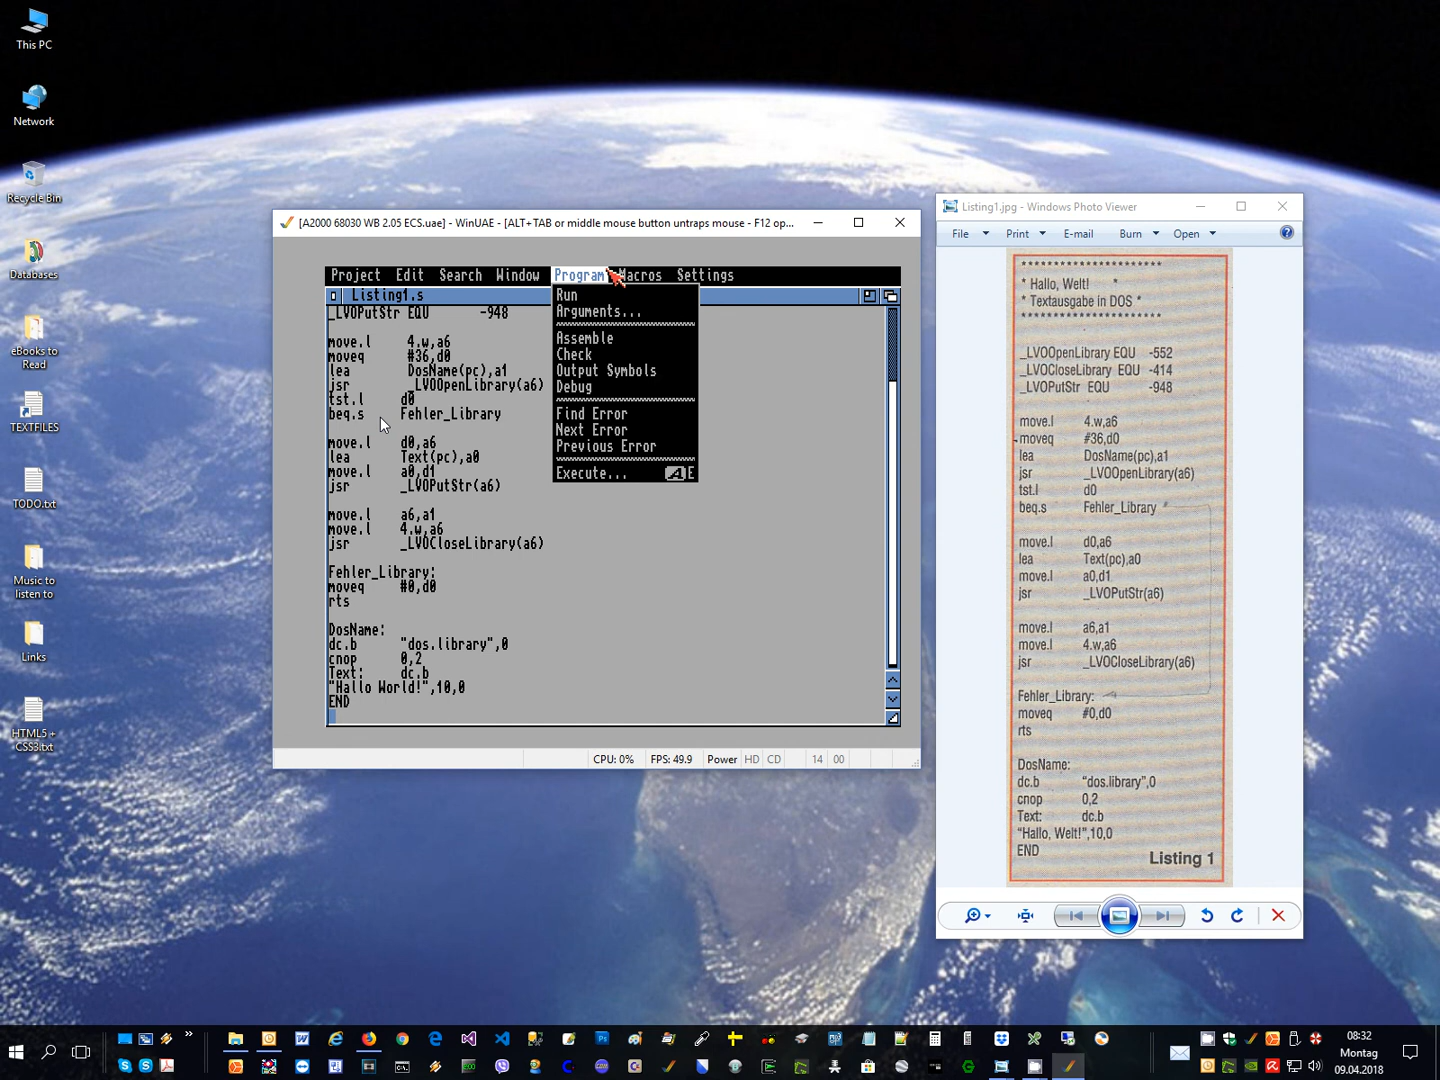 This PC
Network
Recycle Bin
Databases
eBooks to
Read
TEXTFILES
TODO.txt
Music to
listen to
Links
HTML5 +
CSS3.txt
[A2000 68030 WB 2.05 ECS.uae] - WinUAE - [ALT+TAB or middle mouse button untraps mouse - F12 op...
Project Edit Search Window Program Macros Settings
Listing1.s
_LVOPutStr EQU -948
move.l 4.w,a6
moveq #36,d0
lea DosName(pc),a1
jsr _LVOOpenLibrary(a6)
tst.l d0
beq.s Fehler_Library
move.l d0,a6
lea Text(pc),a0
move.l a0,d1
jsr _LVOPutStr(a6)
move.l a6,a1
move.l 4.w,a6
jsr _LVOCloseLibrary(a6)
Fehler_Library:
moveq #0,d0
rts
DosName:
dc.b "dos.library",0
cnop 0,2
Text: dc.b
"Hallo World!",10,0
END
Run
Arguments...
Assemble
Check
Output Symbols
Debug
Find Error
Next Error
Previous Error
Execute... A E
CPU: 0% FPS: 49.9 Power HD CD 14 00
Listing1.jpg - Windows Photo Viewer
File Print E-mail Burn Open
**********************
* Hallo, Welt! *
* Textausgabe in DOS *
**********************
_LVOOpenLibrary EQU -552
_LVOCloseLibrary EQU -414
_LVOPutStr EQU -948
move.l 4.w,a6
moveq #36,d0
lea DosName(pc),a1
jsr _LVOOpenLibrary(a6)
tst.l d0
beq.s Fehler_Library
move.l d0,a6
lea Text(pc),a0
move.l a0,d1
jsr _LVOPutStr(a6)
move.l a6,a1
move.l 4.w,a6
jsr _LVOCloseLibrary(a6)
Fehler_Library:
moveq #0,d0
rts
DosName:
dc.b "dos.library",0
cnop 0,2
Text: dc.b
"Hallo, Welt!",10,0
END
Listing 1
08:32
Montag
09.04.2018